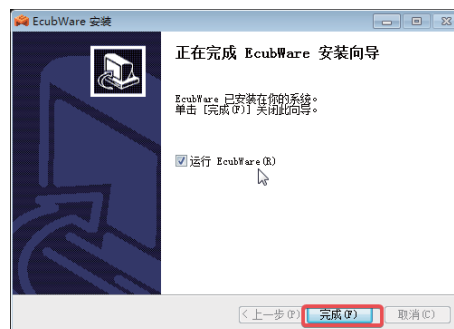 EcubWare 安装
正在完成 EcubWare 安装向导
EcubWare 已安装在你的系统。
单击 [完成(F)] 关闭此向导。
运行 EcubWare(R)
<上一步(P) 完成(F) 取消(C)